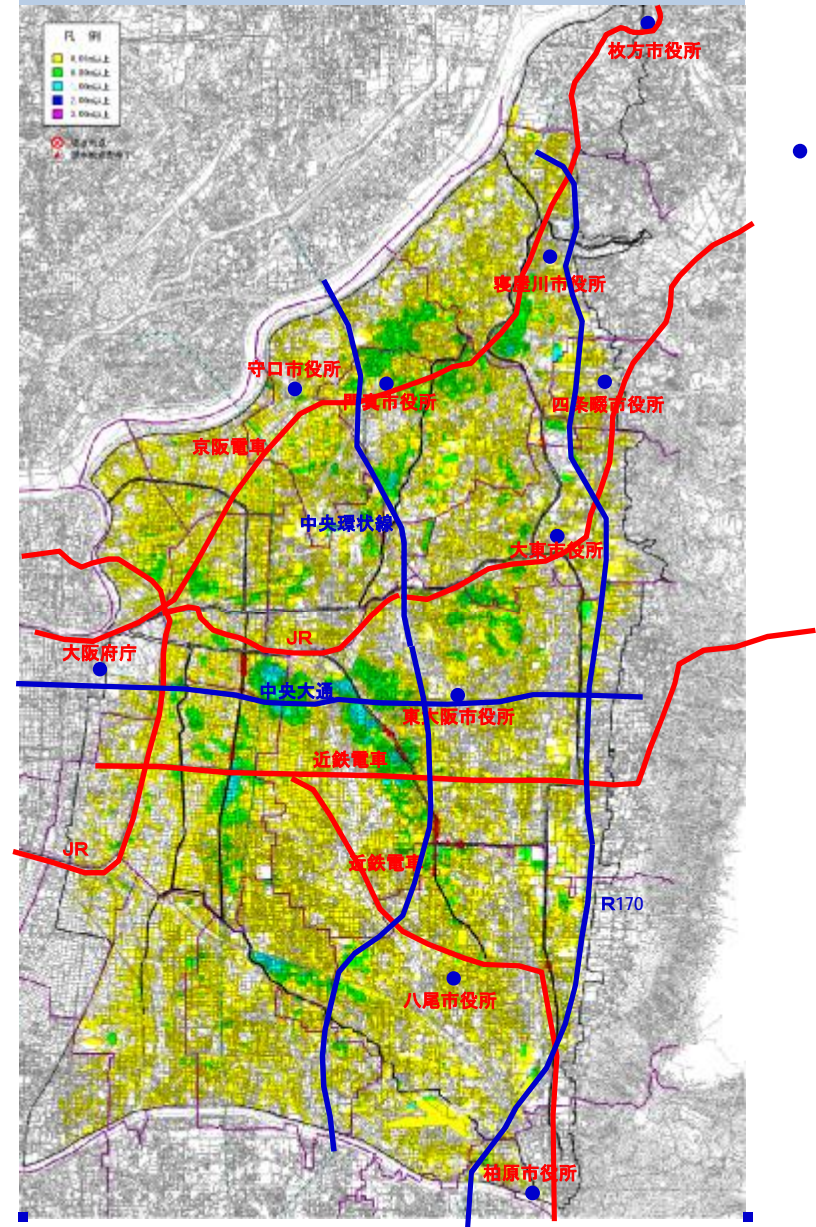 凡 例
枚方市役所
寝屋川市役所
守口市役所
門真市役所
四条畷市役所
京阪電車
中央環状線
大東市役所
JR
大阪府庁
中央大通
東大阪市役所
近鉄電車
JR
近鉄電車
R170
八尾市役所
柏原市役所